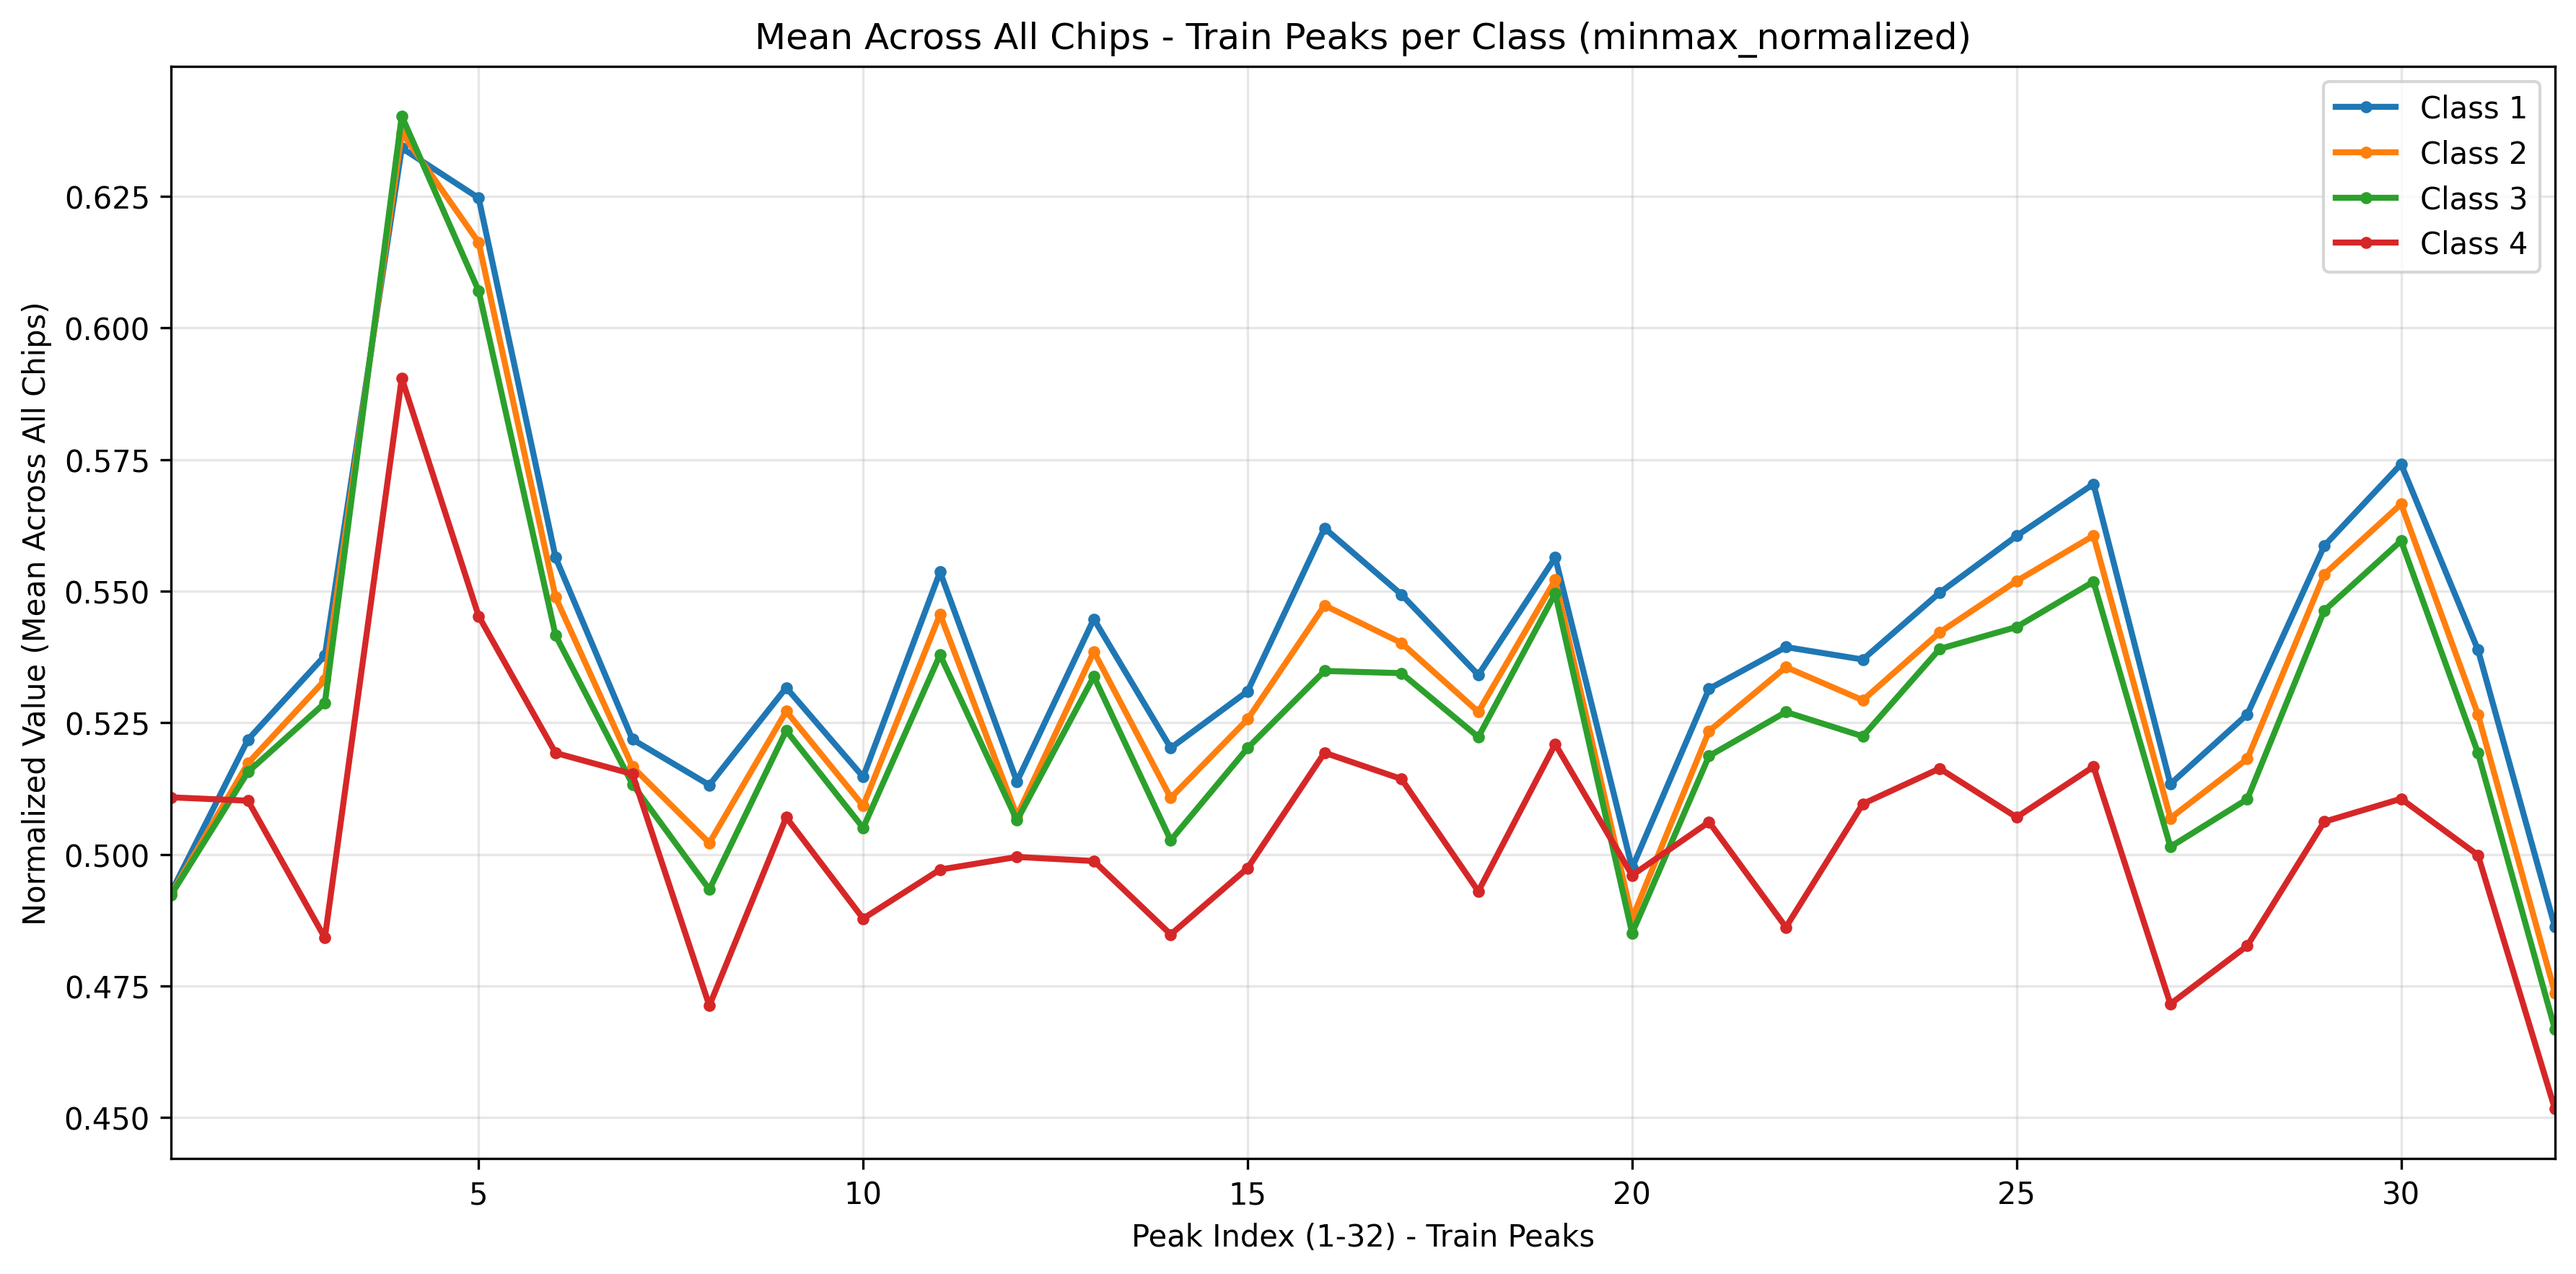 Mean Across All Chips - Train Peaks per Class (minmax_normalized)
Class 1
Class 2
Class 3
Class 4
Normalized Value (Mean Across All Chips)
0.625
0.600
0.575
0.550
0.525
0.500
0.475
0.450
5 10 15 20 25 30
Peak Index (1-32) - Train Peaks